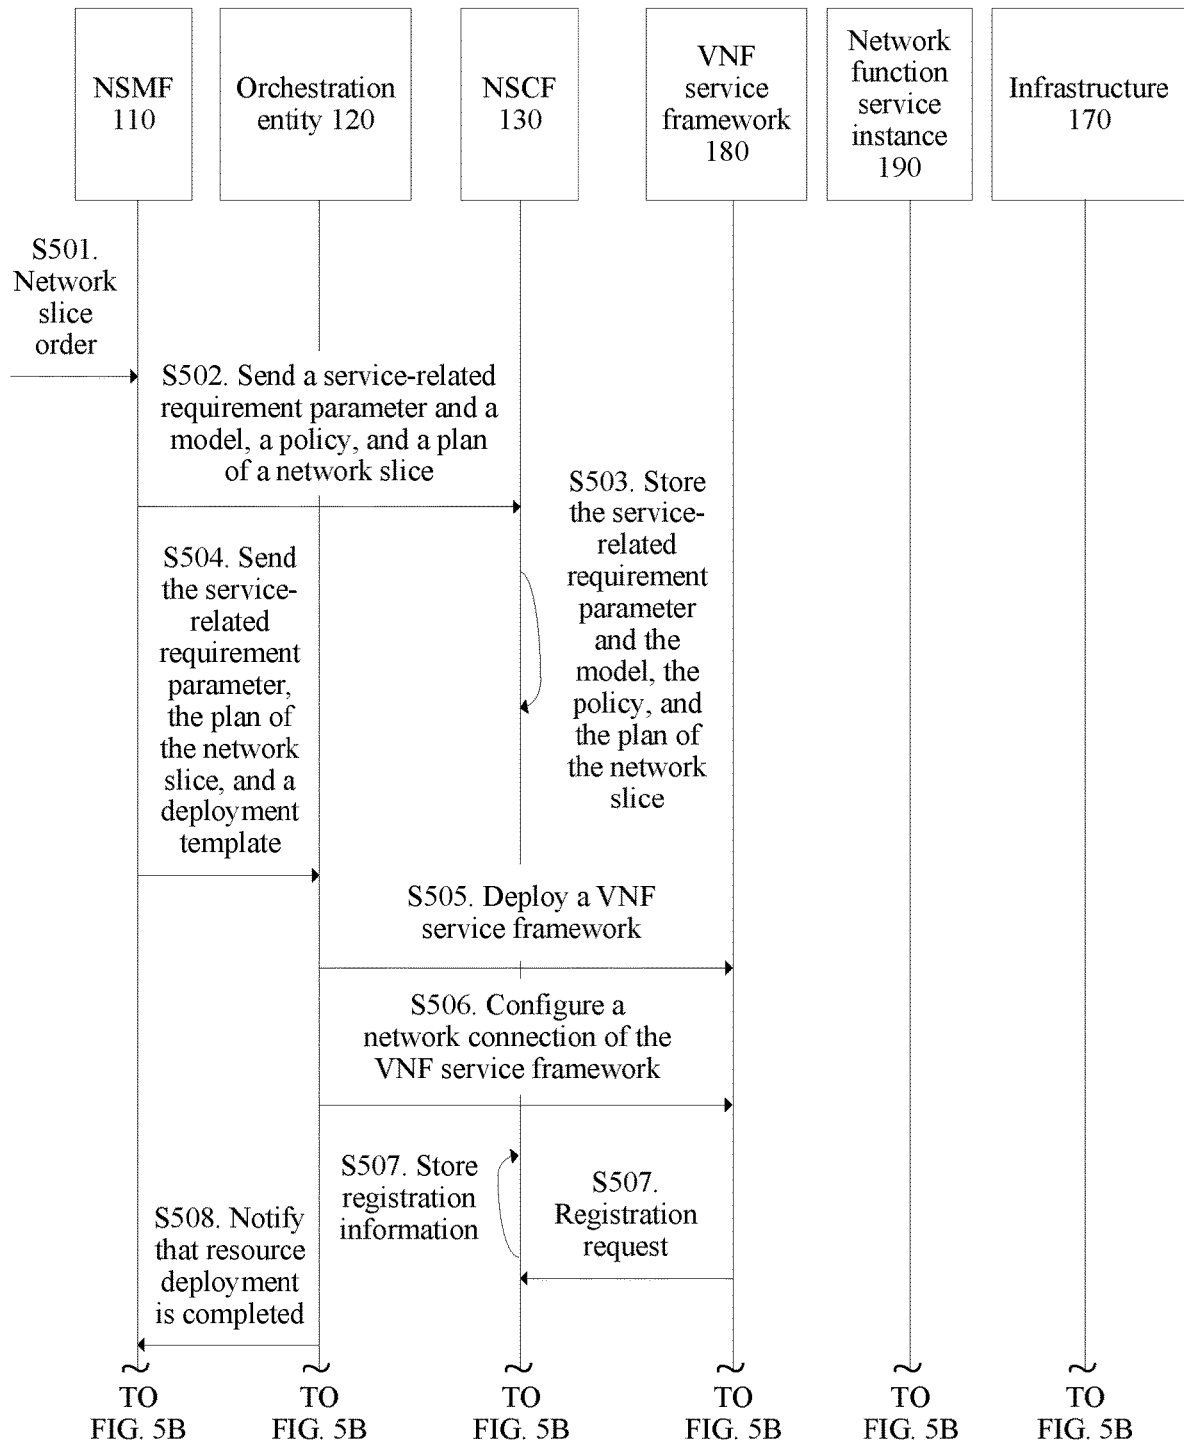 NSMF
110
Orchestration
entity 120
NSCF
130
VNF
service
framework
180
Network
function
service
instance
190
Infrastructure
170
S501.
Network
slice
order
S502. Send a service-related
requirement parameter and a
model, a policy, and a plan
of a network slice
S503. Store
the service-
related
requirement
parameter
and the
model, the
policy, and
the plan of
the network
slice
S504. Send
the service-
related
requirement
parameter,
the plan of
the network
slice, and a
deployment
template
S505. Deploy a VNF
service framework
S506. Configure a
network connection of the
VNF service framework
S507. Store
registration
information
S507.
Registration
request
S508. Notify
that resource
deployment
is completed
TO
FIG. 5B
TO
FIG. 5B
TO
FIG. 5B
TO
FIG. 5B
TO
FIG. 5B
TO
FIG. 5B